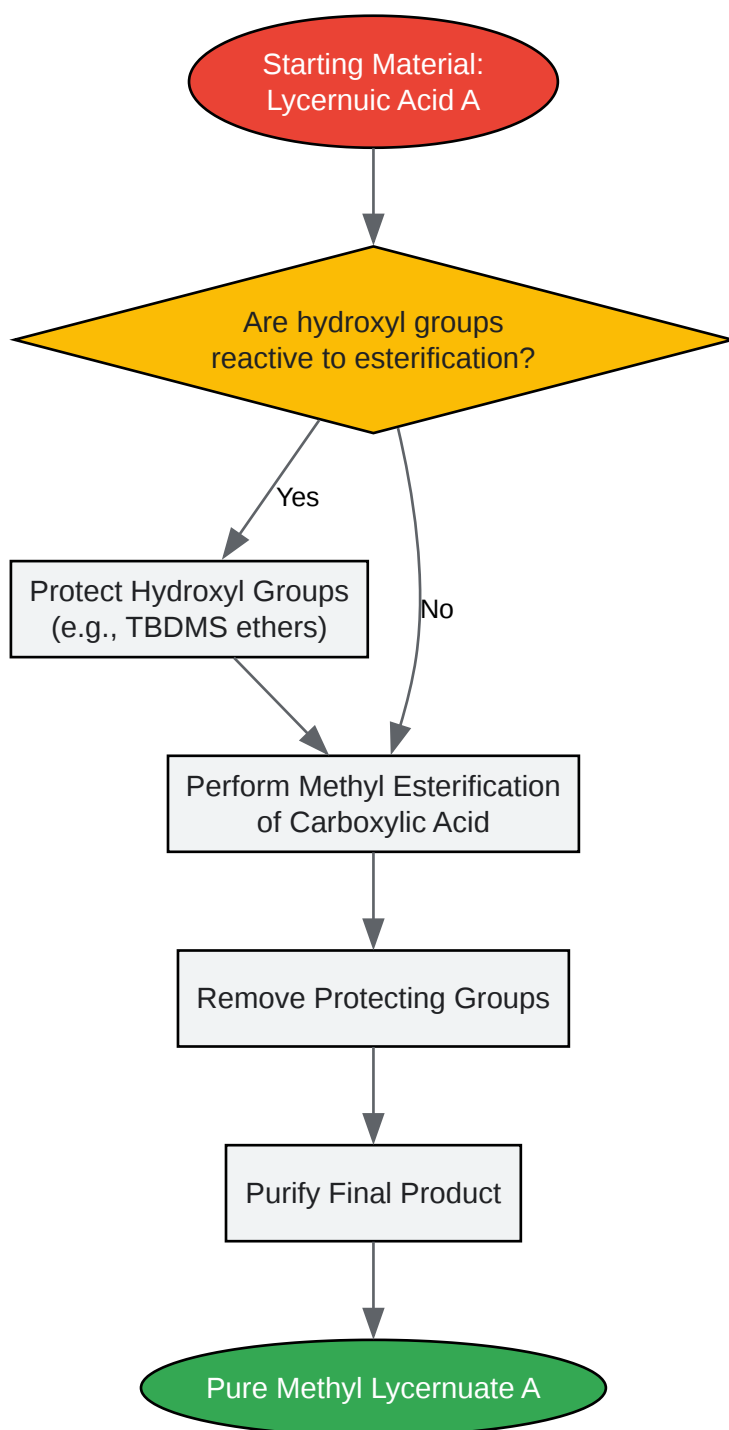 Starting Material:
Lycernuic Acid A
Are hydroxyl groups
reactive to esterification?
Yes
Protect Hydroxyl Groups
(e.g., TBDMS ethers)
No
Perform Methyl Esterification
of Carboxylic Acid
Remove Protecting Groups
Purify Final Product
Pure Methyl Lycernuate A